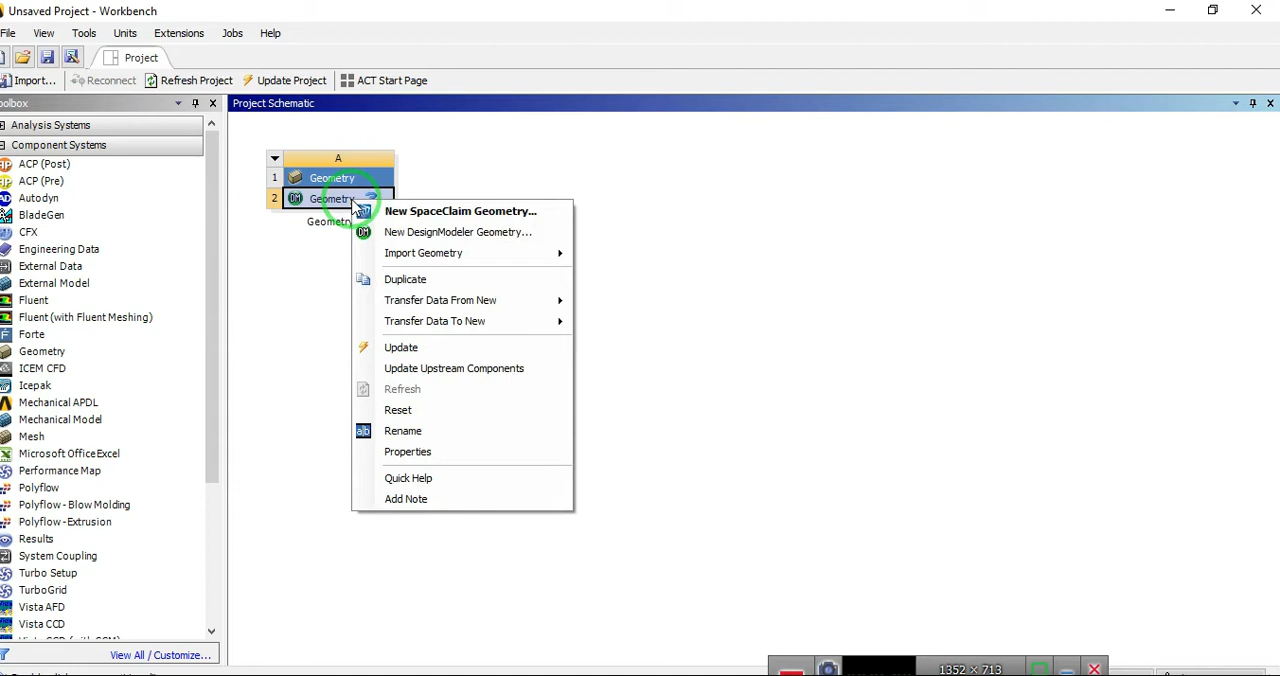 Unsaved Project - Workbench
File View Tools Units Extensions Jobs Help
Project
Import... Reconnect Refresh Project Update Project ACT Start Page
oolbox
Project Schematic
Analysis Systems
Component Systems
ACP (Post)
ACP (Pre)
Autodyn
BladeGen
CFX
Engineering Data
External Data
External Model
Fluent
Fluent (with Fluent Meshing)
Forte
Geometry
ICEM CFD
Icepak
Mechanical APDL
Mechanical Model
Mesh
Microsoft Office Excel
Performance Map
Polyflow
Polyflow - Blow Molding
Polyflow - Extrusion
Results
System Coupling
Turbo Setup
TurboGrid
Vista AFD
Vista CCD
View All / Customize...
A
1 Geometry
2 DM Geometry
Geometry
New SpaceClaim Geometry...
DM New DesignModeler Geometry...
Import Geometry
Duplicate
Transfer Data From New
Transfer Data To New
Update
Update Upstream Components
Refresh
Reset
a|b Rename
Properties
Quick Help
Add Note
1352 × 713